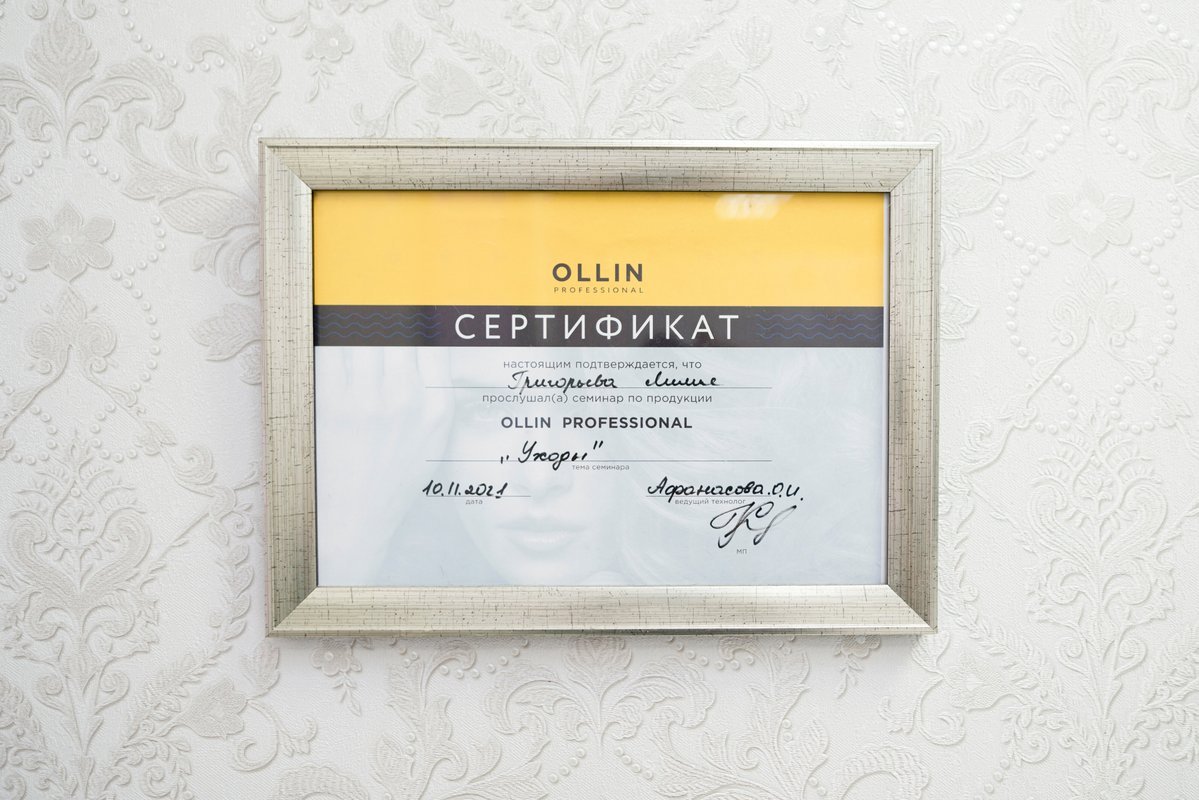 OLLIN
PROFESSIONAL
СЕРТИФИКАТ
настоящим подтверждается, что
Григорьева Лилия
прослушал(а) семинар по продукции
OLLIN PROFESSIONAL
„Уходы"
тема семинара
10.11.2021
Афанасова О.И.
дата
ведущий технолог
МП